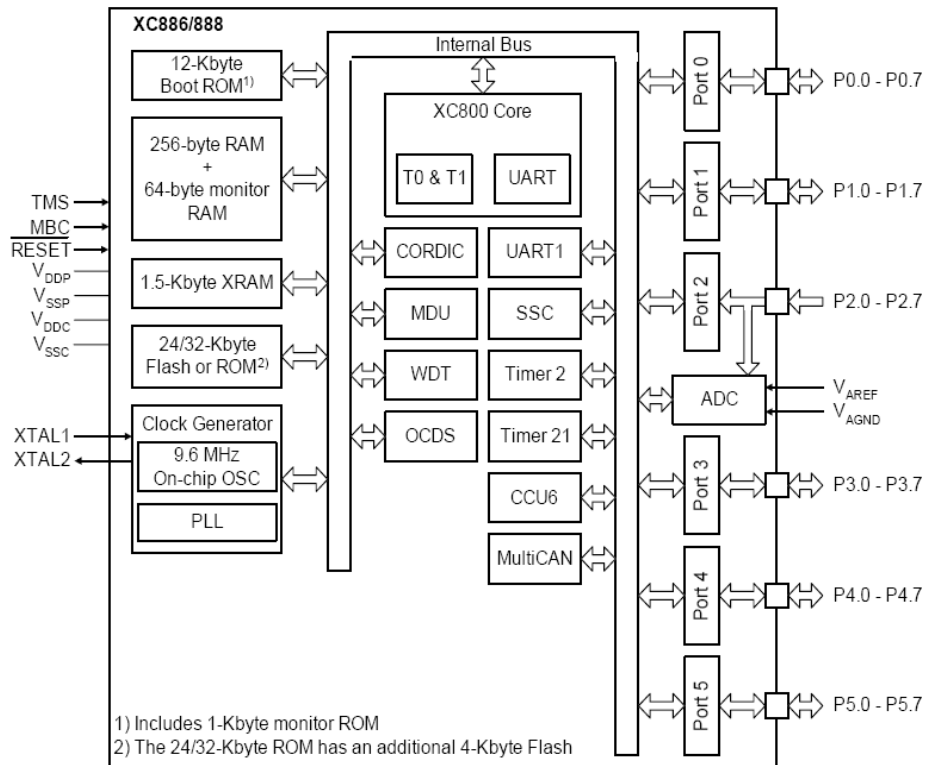 XC886/888
Internal Bus
12-Kbyte
Boot ROM1)
256-byte RAM
+
64-byte monitor
RAM
1.5-Kbyte XRAM
24/32-Kbyte
Flash or ROM2)
Clock Generator
9.6 MHz
On-chip OSC
PLL
TMS
MBC
RESET
VDDP
VSSP
VDDC
VSSC
XTAL1
XTAL2
XC800 Core
T0 & T1
UART
CORDIC
UART1
MDU
SSC
WDT
Timer 2
OCDS
Timer 21
CCU6
MultiCAN
Port 0
P0.0 - P0.7
Port 1
P1.0 - P1.7
Port 2
P2.0 - P2.7
ADC
VAREF
VAGND
Port 3
P3.0 - P3.7
Port 4
P4.0 - P4.7
Port 5
P5.0 - P5.7
1) Includes 1-Kbyte monitor ROM
2) The 24/32-Kbyte ROM has an additional 4-Kbyte Flash